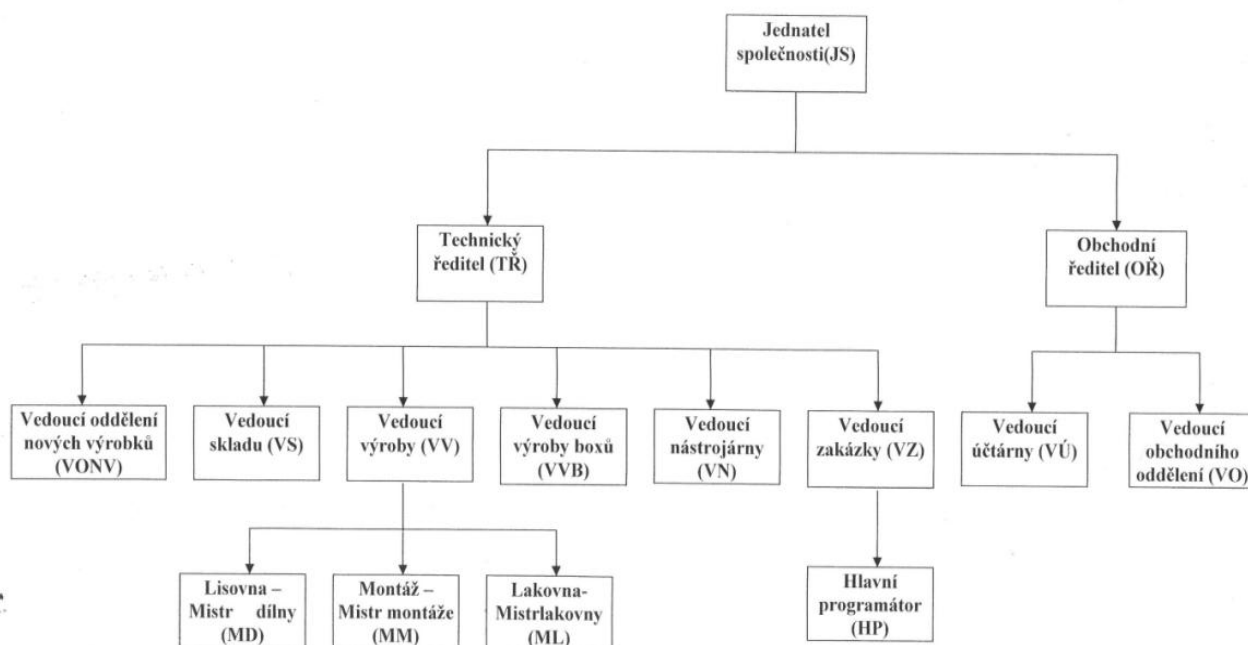 Jednatel
společnosti(JS)
Technický
ředitel (TŘ)
Obchodní
ředitel (OŘ)
Vedoucí oddělení
nových výrobků
(VONV)
Vedoucí
skladu (VS)
Vedoucí
výroby (VV)
Vedoucí
výroby boxů
(VVB)
Vedoucí
nástrojárny
(VN)
Vedoucí
zakázky (VZ)
Vedoucí
účtárny (VÚ)
Vedoucí
obchodního
oddělení (VO)
Lisovna –
Mistr dílny
(MD)
Montáž –
Mistr montáže
(MM)
Lakovna-
Mistrlakovny
(ML)
Hlavní
programátor
(HP)